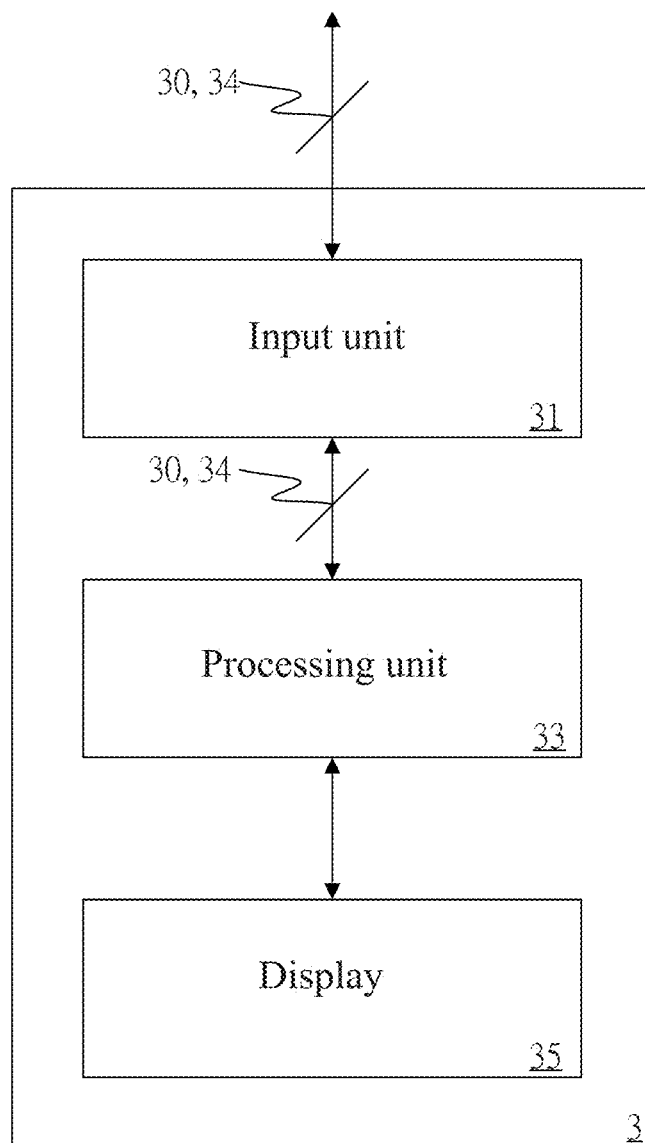 30, 34
Input unit
31
30, 34
Processing unit
33
Display
35
3